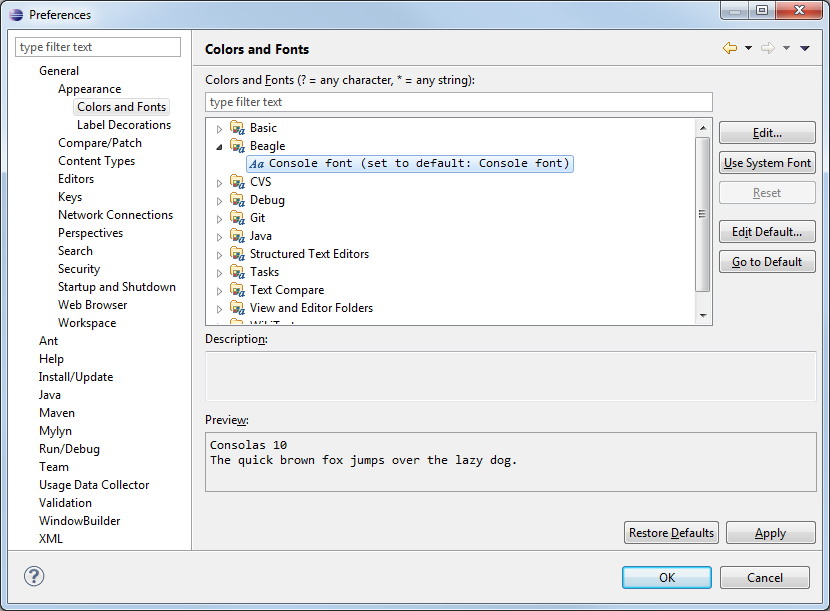 Preferences
type filter text
General
Appearance
Colors and Fonts
Label Decorations
Compare/Patch
Content Types
Editors
Keys
Network Connections
Perspectives
Search
Security
Startup and Shutdown
Web Browser
Workspace
Ant
Help
Install/Update
Java
Maven
Mylyn
Run/Debug
Team
Usage Data Collector
Validation
WindowBuilder
XML
Colors and Fonts
Colors and Fonts (? = any character, * = any string):
type filter text
Basic
Beagle
Aa Console font (set to default: Console font)
CVS
Debug
Git
Java
Structured Text Editors
Tasks
Text Compare
View and Editor Folders
Edit...
Use System Font
Reset
Edit Default...
Go to Default
Description:
Preview:
Consolas 10
The quick brown fox jumps over the lazy dog.
Restore Defaults
Apply
OK
Cancel